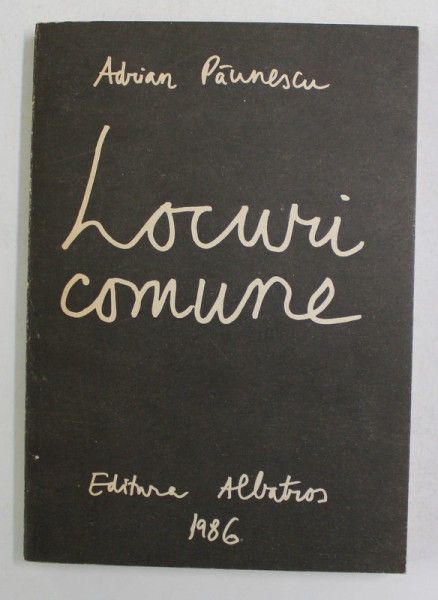 Adrian Păunescu
Locuri
comune
Editura Albatros
1986